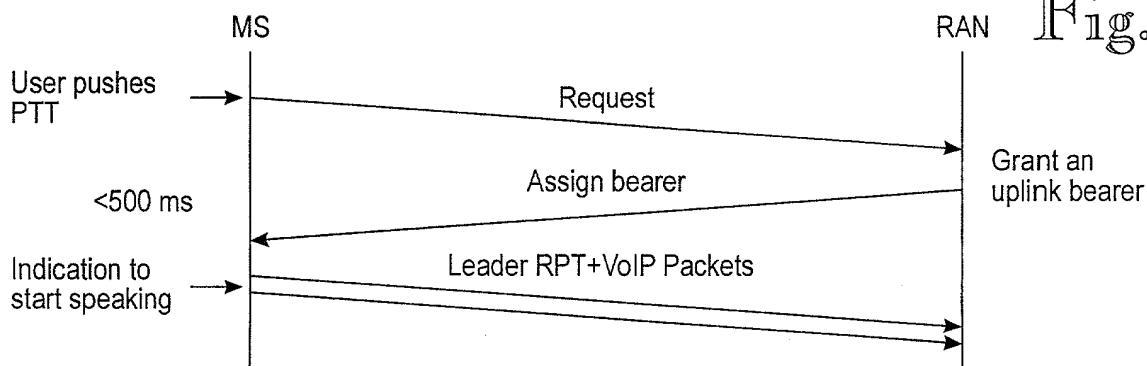 MS
RAN
Fig.
User pushes
PTT
Request
Grant an
uplink bearer
Assign bearer
<500 ms
Leader RPT+VoIP Packets
Indication to
start speaking